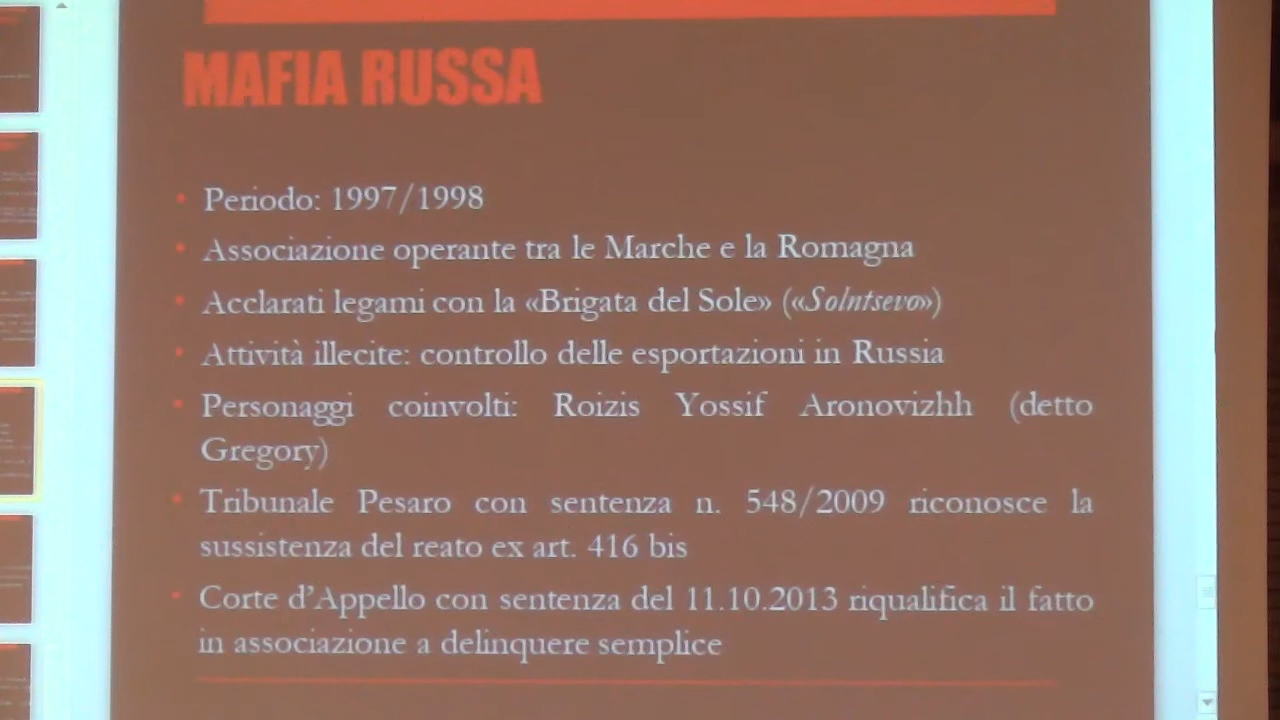 MAFIA RUSSA
• Periodo: 1997/1998
• Associazione operante tra le Marche e la Romagna
• Acclarati legami con la «Brigata del Sole» («Solntsevo»)
• Attività illecite: controllo delle esportazioni in Russia
• Personaggi coinvolti: Roizis Yossif Aronovizhh (detto
Gregory)
• Tribunale Pesaro con sentenza n. 548/2009 riconosce la
sussistenza del reato ex art. 416 bis
• Corte d'Appello con sentenza del 11.10.2013 riqualifica il fatto
in associazione a delinquere semplice